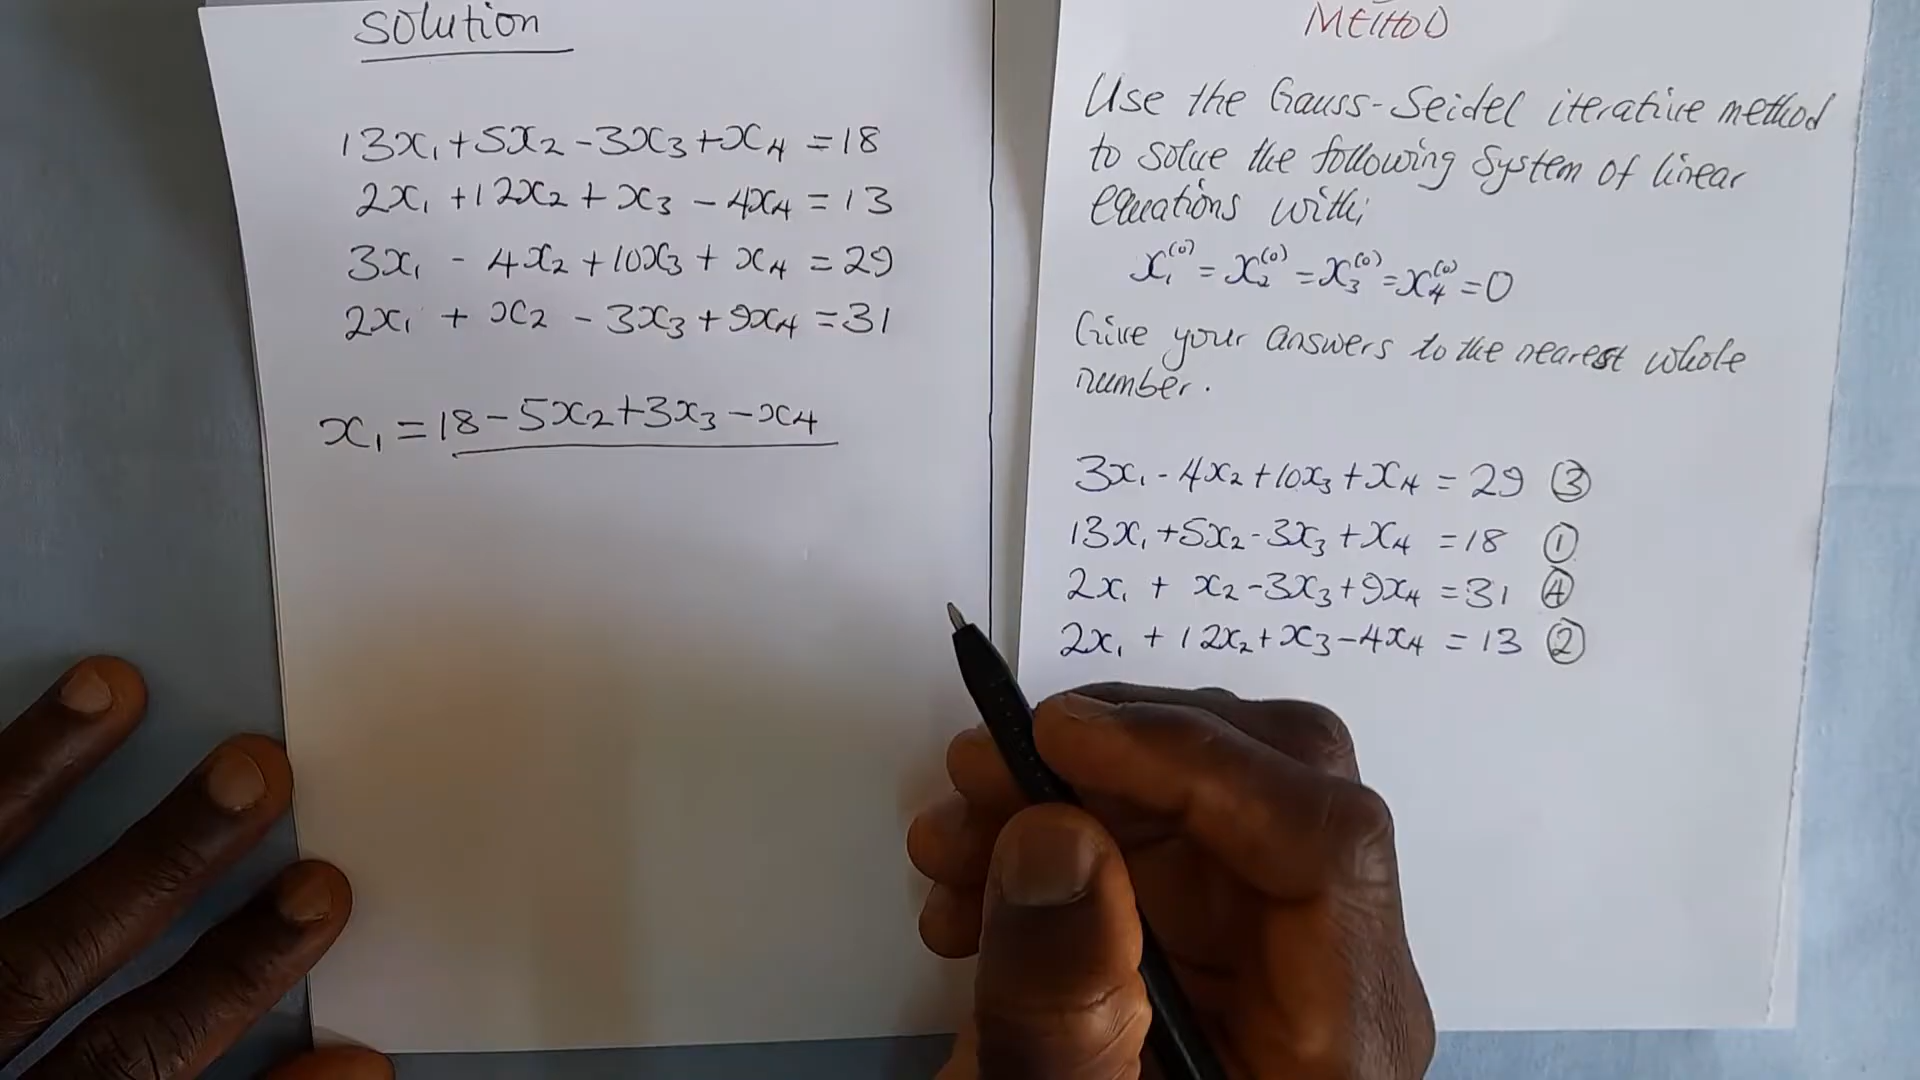 Solution
13x₁+5x₂-3x₃+x₄=18
2x₁+12x₂+x₃-4x₄=13
3x₁-4x₂+10x₃+x₄=29
2x₁+x₂-3x₃+9x₄=31
x₁=18-5x₂+3x₃-x₄
METHOD
Use the Gauss-Seidel iterative method
to solve the following system of linear
equations with;
x₁⁽⁰⁾=x₂⁽⁰⁾=x₃⁽⁰⁾=x₄⁽⁰⁾=0
Give your answers to the nearest whole
number.
3x₁-4x₂+10x₃+x₄=29 ③
13x₁+5x₂-3x₃+x₄=18 ①
2x₁+x₂-3x₃+9x₄=31 ④
2x₁+12x₂+x₃-4x₄=13 ②